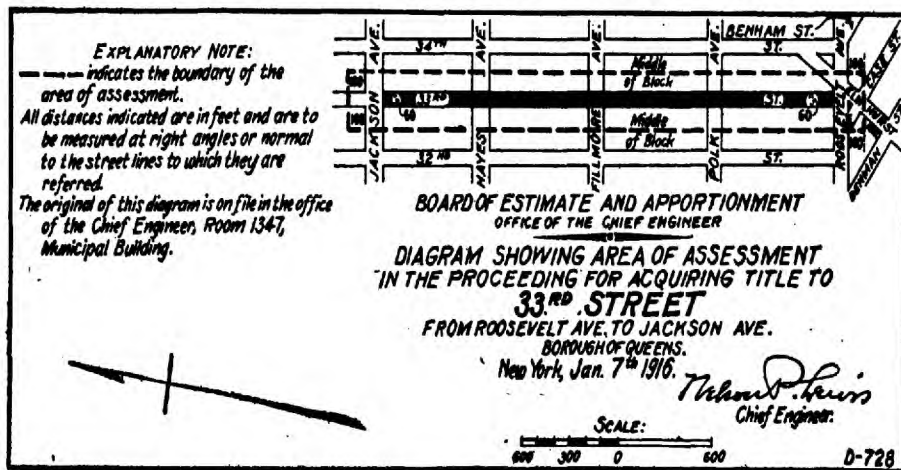 EXPLANATORY NOTE:
indicates the boundary of the
area of assessment.
All distances indicated are in feet and are to
be measured at right angles or normal
to the street lines to which they are
referred.
The original of this diagram is on file in the office
of the Chief Engineer, Room 1347,
Municipal Building.
BENHAM ST.
JACKSON AVE.
HAYES AVE.
FILLMORE AVE.
POLK AVE.
ROOSEVELT AVE.
CASE ST.
34TH ST.
Middle
of Block
33RD ST.
60
60
Middle
of Block
32ND ST.
100
100
BOARD OF ESTIMATE AND APPORTIONMENT
OFFICE OF THE CHIEF ENGINEER
DIAGRAM SHOWING AREA OF ASSESSMENT
IN THE PROCEEDING FOR ACQUIRING TITLE TO
33RD STREET
FROM ROOSEVELT AVE. TO JACKSON AVE.
BOROUGH OF QUEENS.
New York, Jan. 7th 1916.
Nelson P. Lewis
Chief Engineer.
SCALE:
600 300 0 600
D-728